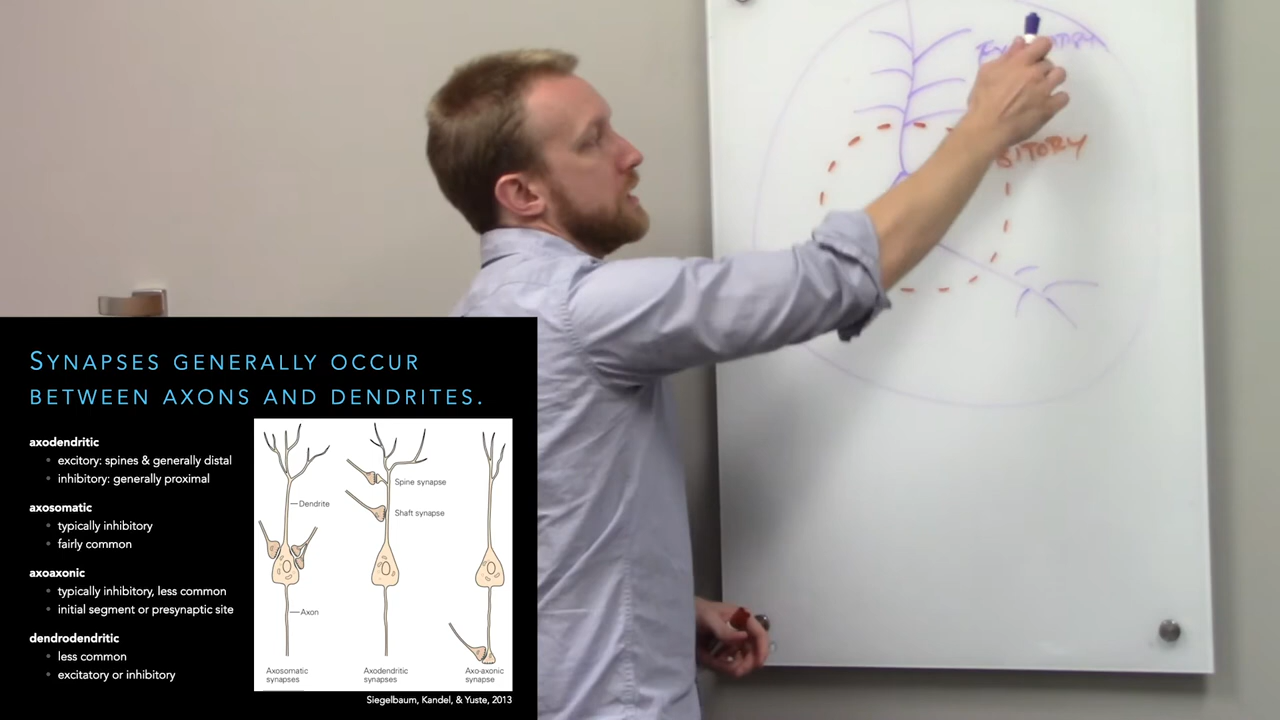 SYNAPSES GENERALLY OCCUR
BETWEEN AXONS AND DENDRITES.
axodendritic
• excitory: spines & generally distal
• inhibitory: generally proximal
axosomatic
• typically inhibitory
• fairly common
axoaxonic
• typically inhibitory, less common
• initial segment or presynaptic site
dendrodendritic
• less common
• excitatory or inhibitory
Dendrite
Axon
Axosomatic
synapses
Spine synapse
Shaft synapse
Axodendritic
synapses
Axo-axonic
synapse
Siegelbaum, Kandel, & Yuste, 2013